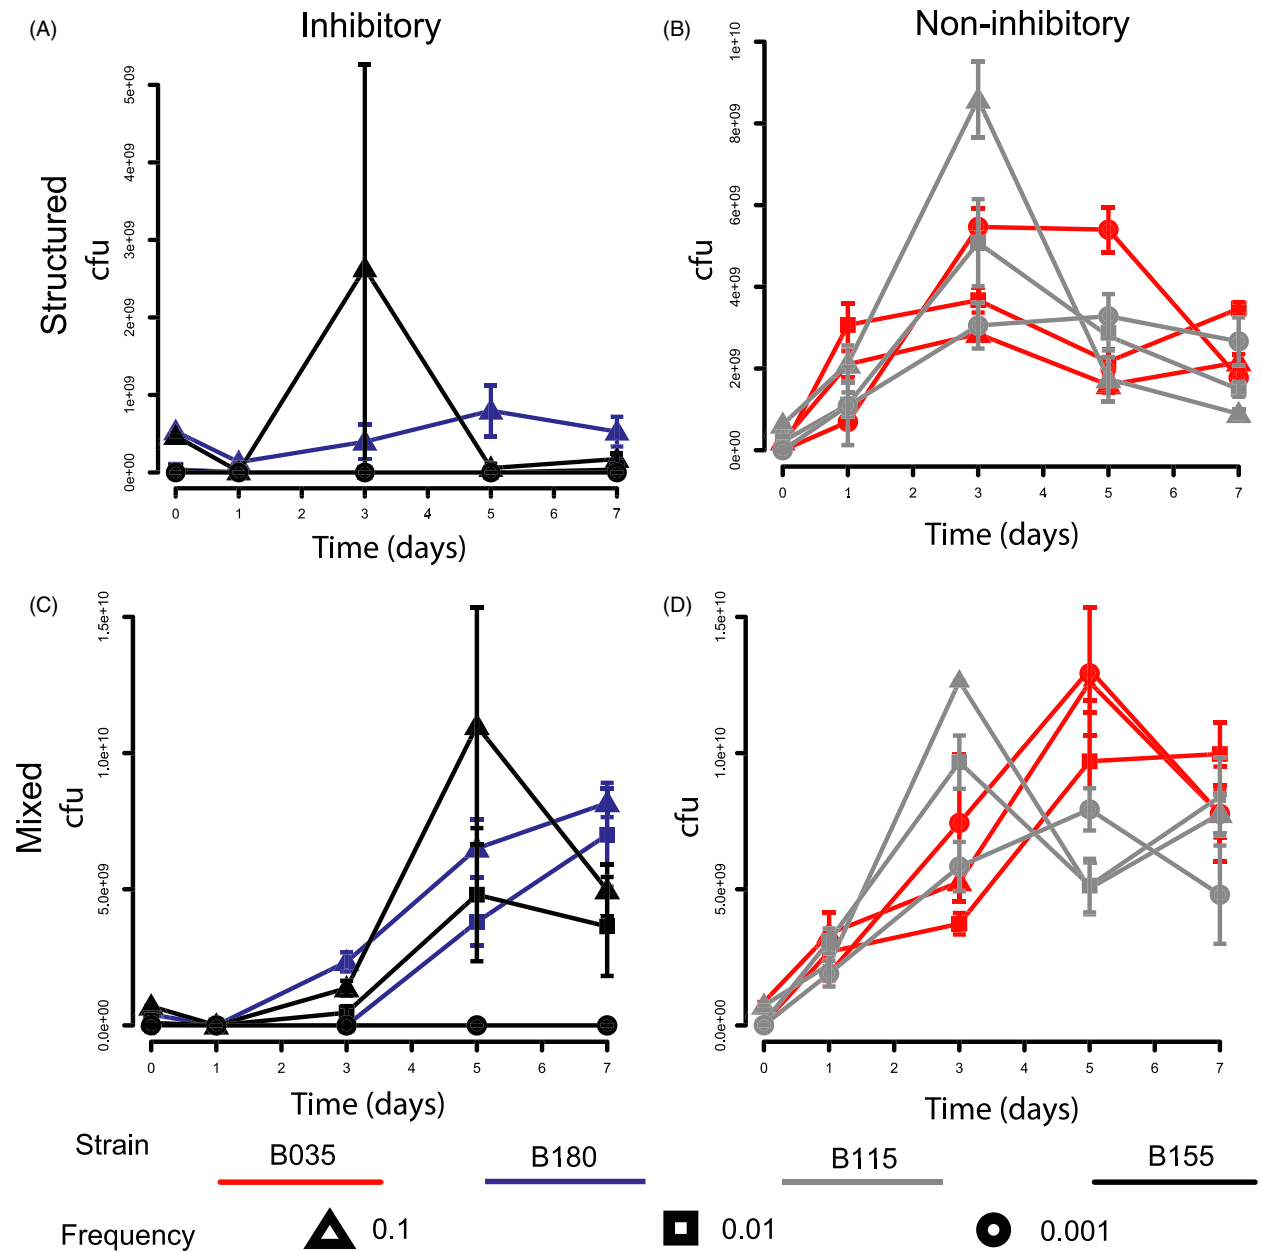 (A) Inhibitory (B) Non-inhibitory
Structured
cfu
0e+00 1e+09 2e+09 3e+09 4e+09 5e+09
0 1 2 3 4 5 6 7
Time (days)
cfu
0e+00 2e+09 4e+09 6e+09 8e+09 1e+10
0 1 2 3 4 5 6 7
Time (days)
(C) (D)
Mixed
cfu
0.0e+00 5.0e+09 1.0e+10 1.5e+10
0 1 2 3 4 5 6 7
Time (days)
cfu
0.0e+00 5.0e+09 1.0e+10 1.5e+10
0 1 2 3 4 5 6 7
Time (days)
Strain B035 B180 B115 B155
Frequency 0.1 0.01 0.001